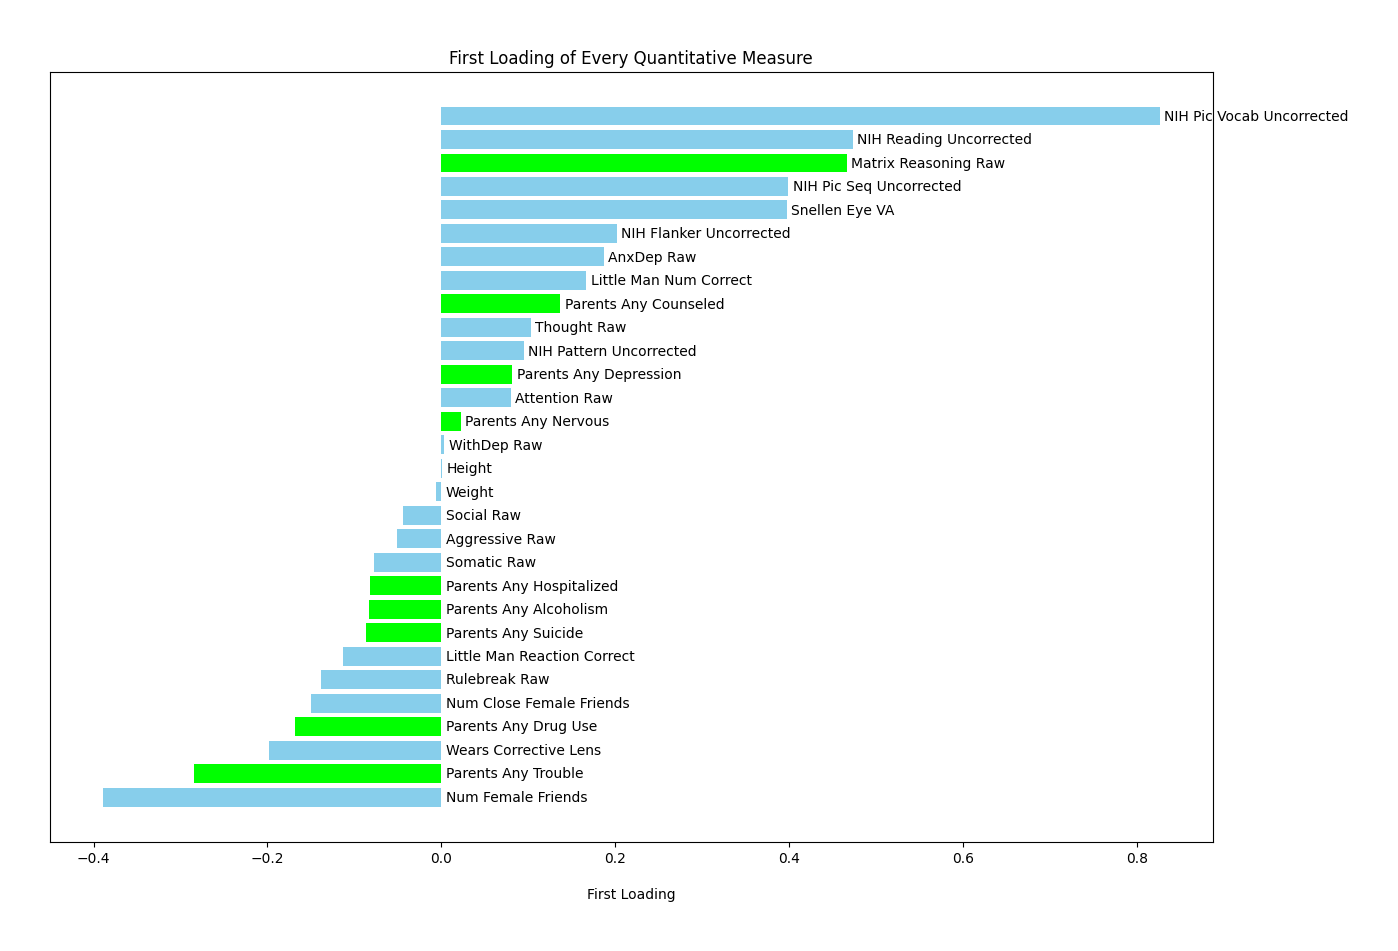 First Loading of Every Quantitative Measure
NIH Pic Vocab Uncorrected
NIH Reading Uncorrected
Matrix Reasoning Raw
NIH Pic Seq Uncorrected
Snellen Eye VA
NIH Flanker Uncorrected
AnxDep Raw
Little Man Num Correct
Parents Any Counseled
Thought Raw
NIH Pattern Uncorrected
Parents Any Depression
Attention Raw
Parents Any Nervous
WithDep Raw
Height
Weight
Social Raw
Aggressive Raw
Somatic Raw
Parents Any Hospitalized
Parents Any Alcoholism
Parents Any Suicide
Little Man Reaction Correct
Rulebreak Raw
Num Close Female Friends
Parents Any Drug Use
Wears Corrective Lens
Parents Any Trouble
Num Female Friends
−0.4 −0.2 0.0 0.2 0.4 0.6 0.8
First Loading